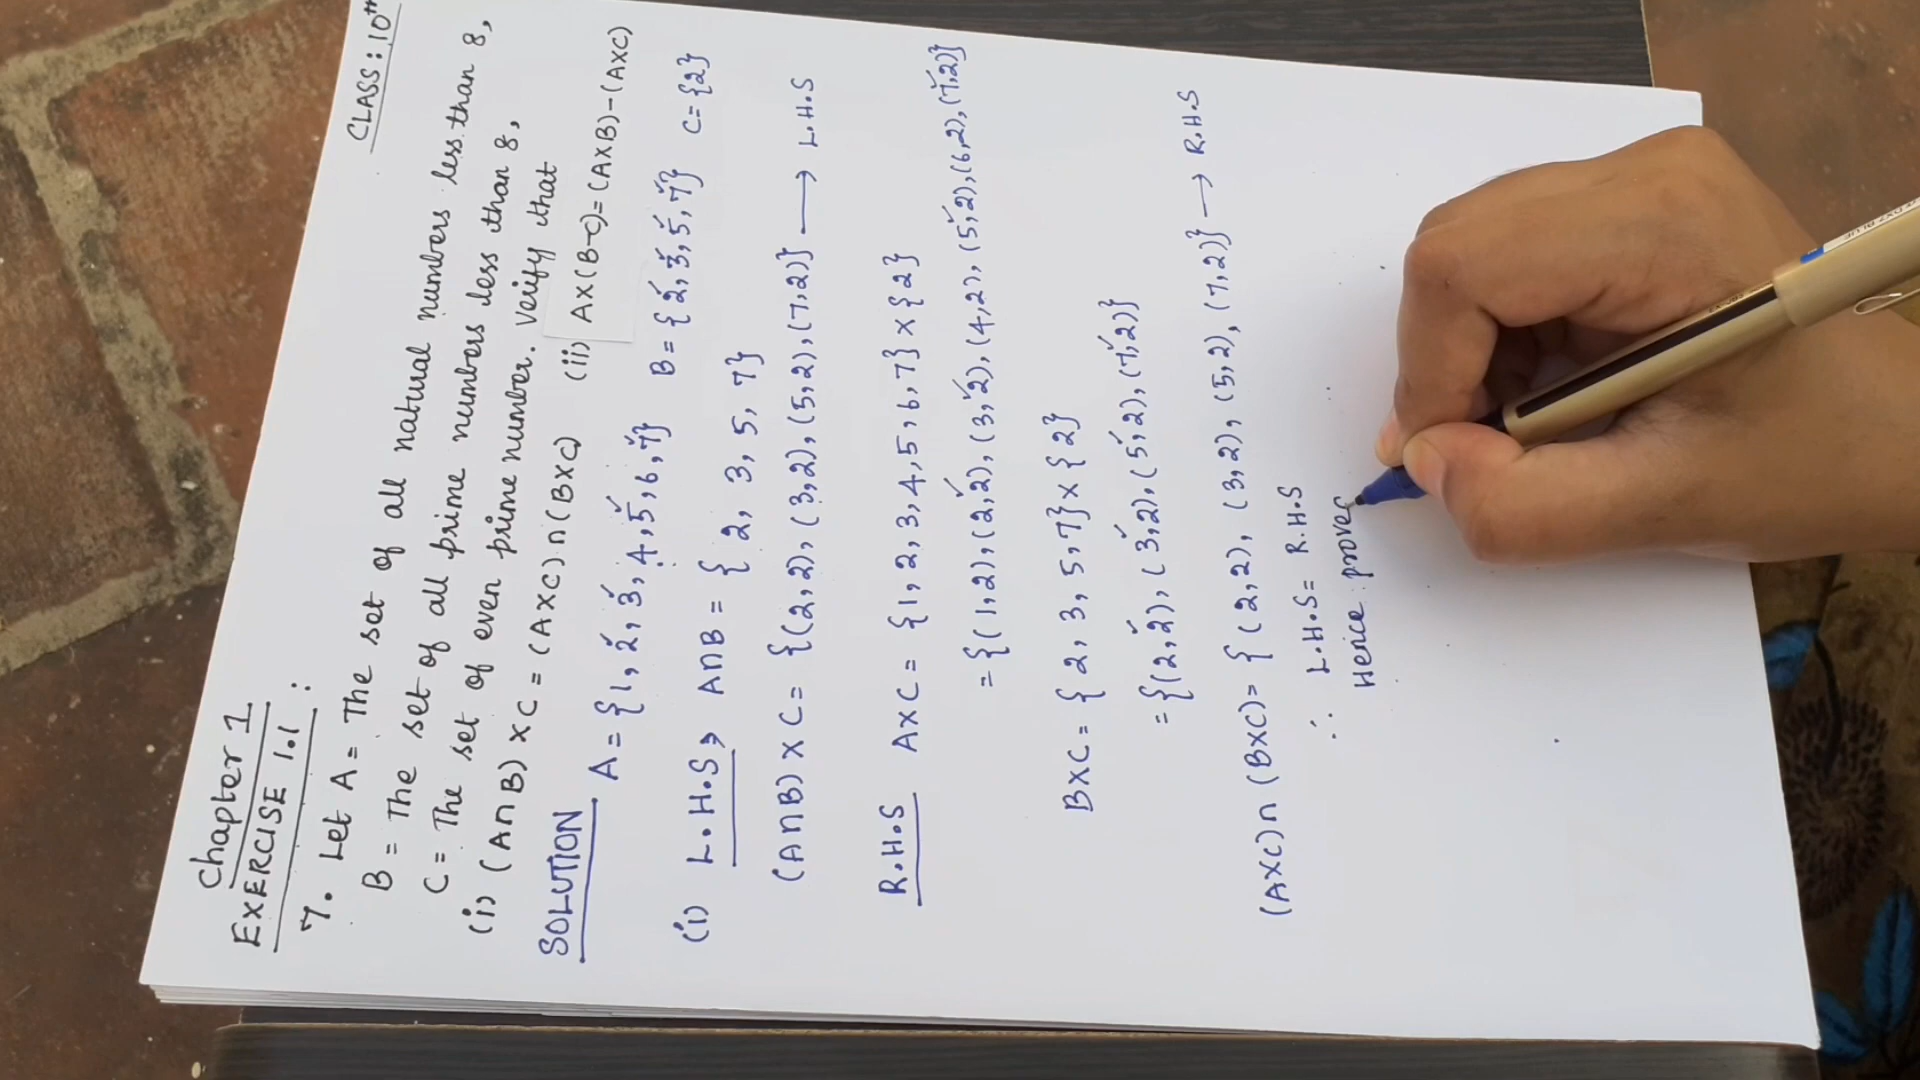 CLASS: 10th
Chapter 1
EXERCISE 1.1
7. Let A = The set of all natural numbers less than 8,
B = The set of all prime numbers less than 8,
C = The set of even prime number. Verify that
(i) (A∩B)×C = (A×C)∩(B×C) (ii) A×(B-C)=(A×B)-(A×C)
SOLUTION
A = {1, 2, 3, 4, 5, 6, 7} B = {2, 3, 5, 7} C = {2}
(i) L.H.S, A∩B = { 2, 3, 5, 7}
(A∩B)×C = {(2,2), (3,2), (5,2), (7,2)} ⟶ L.H.S
R.H.S A×C = {1, 2, 3, 4, 5, 6, 7} × {2}
= {(1,2), (2,2), (3,2), (4,2), (5,2), (6,2), (7,2)}
B×C = { 2, 3, 5, 7} × {2}
= {(2,2), (3,2), (5,2), (7,2)}
(A×C)∩(B×C) = { (2,2), (3,2), (5,2), (7,2)} ⟶ R.H.S
∴ L.H.S = R.H.S
Hence prove